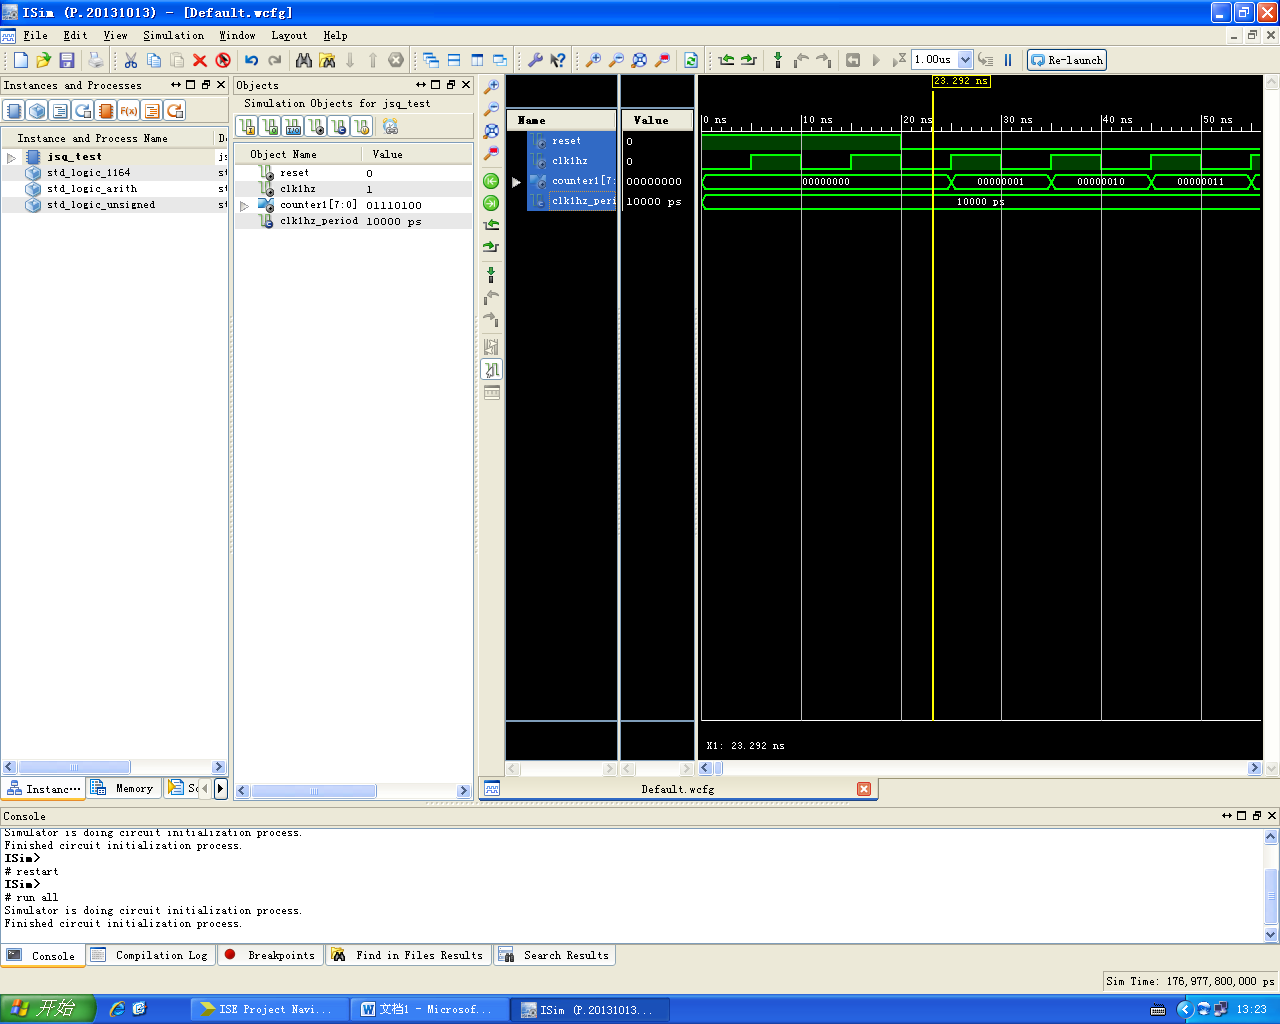 ISim (P.20131013) - [Default.wcfg]
File Edit View Simulation Window Layout Help
1.00us Re-launch
Instances and Processes
Instance and Process Name
jsq_test
std_logic_1164
std_logic_arith
std_logic_unsigned
Instanc...
Memory
Objects
Simulation Objects for jsq_test
Object Name Value
reset 0
clk1hz 1
counter1[7:0] 01110100
clk1hz_period 10000 ps
Name Value
reset 0
clk1hz 0
counter1[7: 00000000
clk1hz_peri 10000 ps
23.292 ns
0 ns 10 ns 20 ns 30 ns 40 ns 50 ns
00000000 00000001 00000010 00000011
10000 ps
X1: 23.292 ns
Default.wcfg
Console
Simulator is doing circuit initialization process.
Finished circuit initialization process.
ISim>
# restart
ISim>
# run all
Simulator is doing circuit initialization process.
Finished circuit initialization process.
Console Compilation Log Breakpoints Find in Files Results Search Results
Sim Time: 176,977,800,000 ps
开始 ISE Project Navi... 文档1 - Microsof... ISim (P.20131013... 13:23